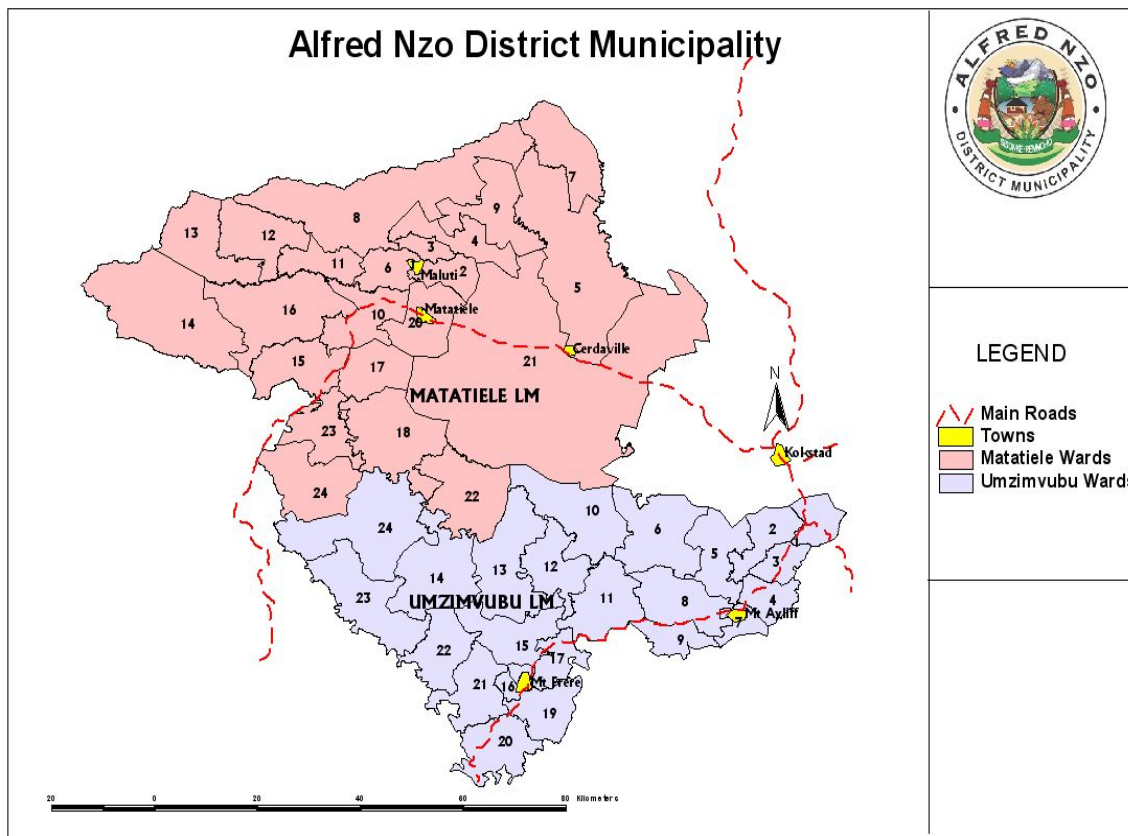 Alfred Nzo District Municipality
ALFRED NZO
DISTRICT MUNICIPALITY
7
9
8
13
12
3
4
11
6
1
2
Maluti
5
16
10
20
Matatiele
14
Cerdaville
21
15
17
MATATIELE LM
N
23
18
Kokstad
24
22
10
24
6
2
5
3
14
13
12
23
UMZIMVUBU LM
11
8
4
7
Mt Ayliff
9
22
15
17
21
16
Mt Frere
19
20
20 0 20 40 60 80 Kilometers
LEGEND
Main Roads
Towns
Matatiele Wards
Umzimvubu Wards